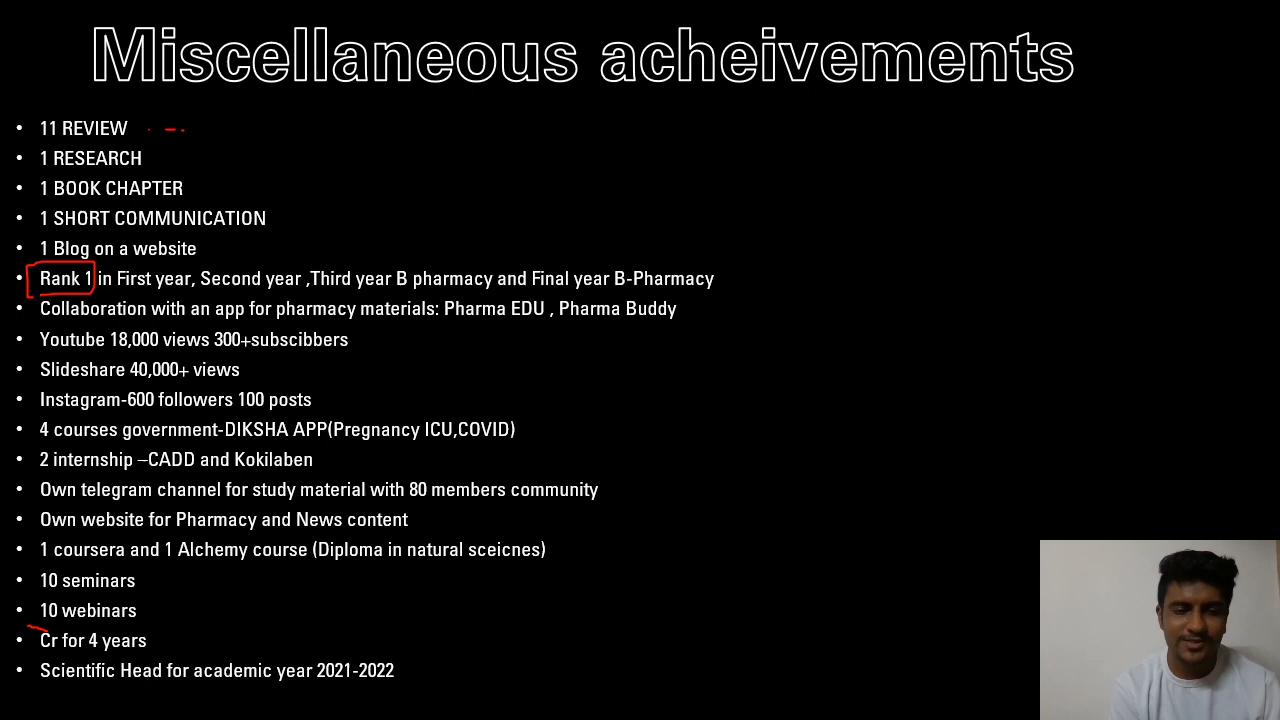 Miscellaneous acheivements
• 11 REVIEW
• 1 RESEARCH
• 1 BOOK CHAPTER
• 1 SHORT COMMUNICATION
• 1 Blog on a website
• Rank 1 in First year, Second year ,Third year B pharmacy and Final year B-Pharmacy
• Collaboration with an app for pharmacy materials: Pharma EDU , Pharma Buddy
• Youtube 18,000 views 300+subscibbers
• Slideshare 40,000+ views
• Instagram-600 followers 100 posts
• 4 courses government-DIKSHA APP(Pregnancy ICU,COVID)
• 2 internship –CADD and Kokilaben
• Own telegram channel for study material with 80 members community
• Own website for Pharmacy and News content
• 1 coursera and 1 Alchemy course (Diploma in natural sceicnes)
• 10 seminars
• 10 webinars
• Cr for 4 years
• Scientific Head for academic year 2021-2022